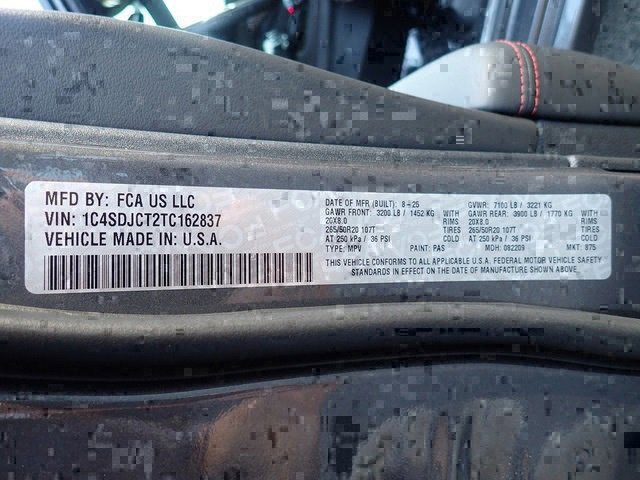 MFD BY: FCA US LLC
VIN: 1C4SDJCT2TC162837
VEHICLE MADE IN: U.S.A.
DATE OF MFR (BUILT): 8-25 GVWR: 7100 LB / 3221 KG
GAWR FRONT: 3200 LB / 1452 KG WITH GAWR REAR: 3900 LB / 1770 KG WITH
20X8.0 RIMS 20X8.0 RIMS
265/50R20 107T TIRES 265/50R20 107T TIRES
AT 250 kPa / 36 PSI COLD AT 250 kPa / 36 PSI COLD
TYPE: MPV PAINT: PAS MDH: 082209 MKT: 875
THIS VEHICLE CONFORMS TO ALL APPLICABLE U.S.A. FEDERAL MOTOR VEHICLE SAFETY
STANDARDS IN EFFECT ON THE DATE OF MANUFACTURE SHOWN ABOVE.